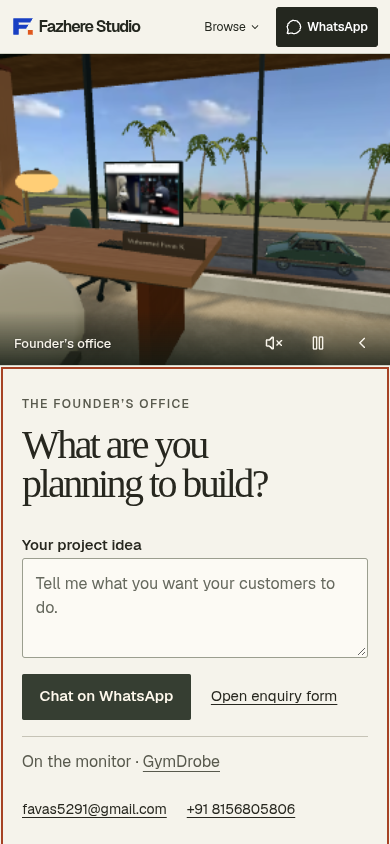 Fazhere Studio
Browse
WhatsApp
Muhammed Favas R.
Founder's office
THE FOUNDER'S OFFICE
What are you
planning to build?
Your project idea
Tell me what you want your customers to
do.
Chat on WhatsApp
Open enquiry form
On the monitor · GymDrobe
favas5291@gmail.com
+91 8156805806